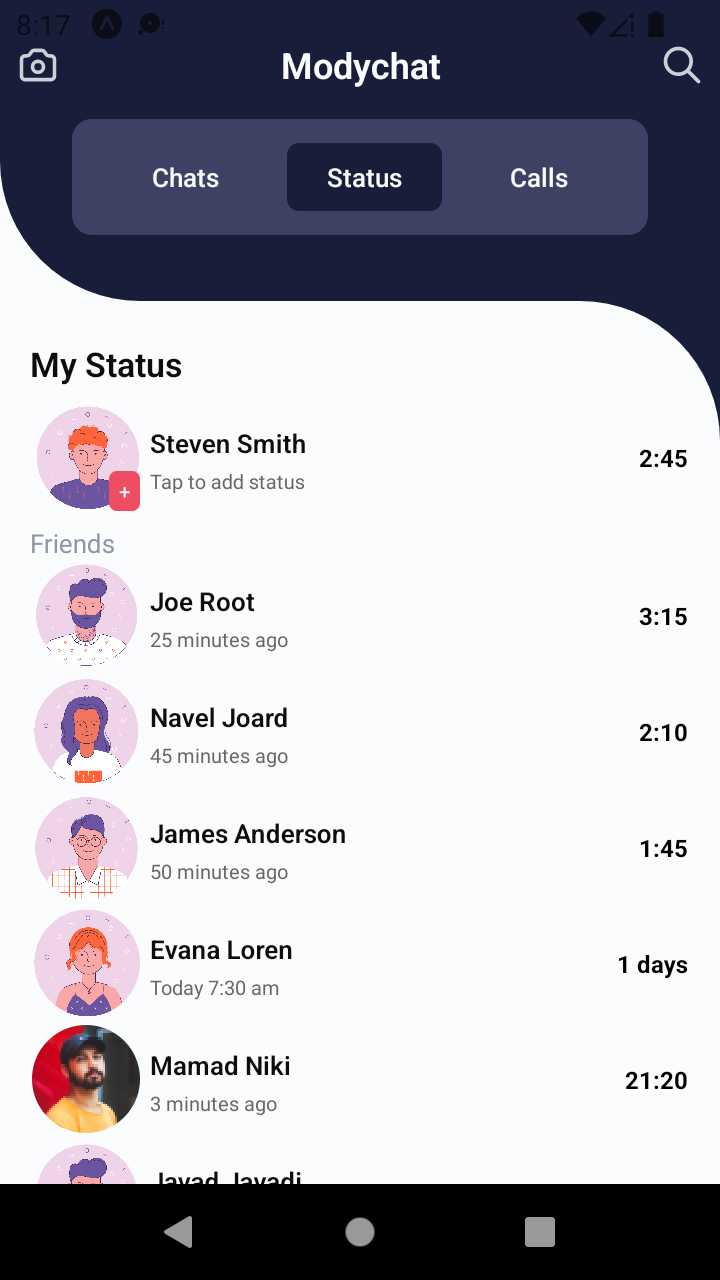 8:17
Modychat
Chats Status Calls
My Status
Steven Smith
2:45
Tap to add status
+
Friends
Joe Root
3:15
25 minutes ago
Navel Joard
2:10
45 minutes ago
James Anderson
1:45
50 minutes ago
Evana Loren
1 days
Today 7:30 am
Mamad Niki
21:20
3 minutes ago
Javad Javadi